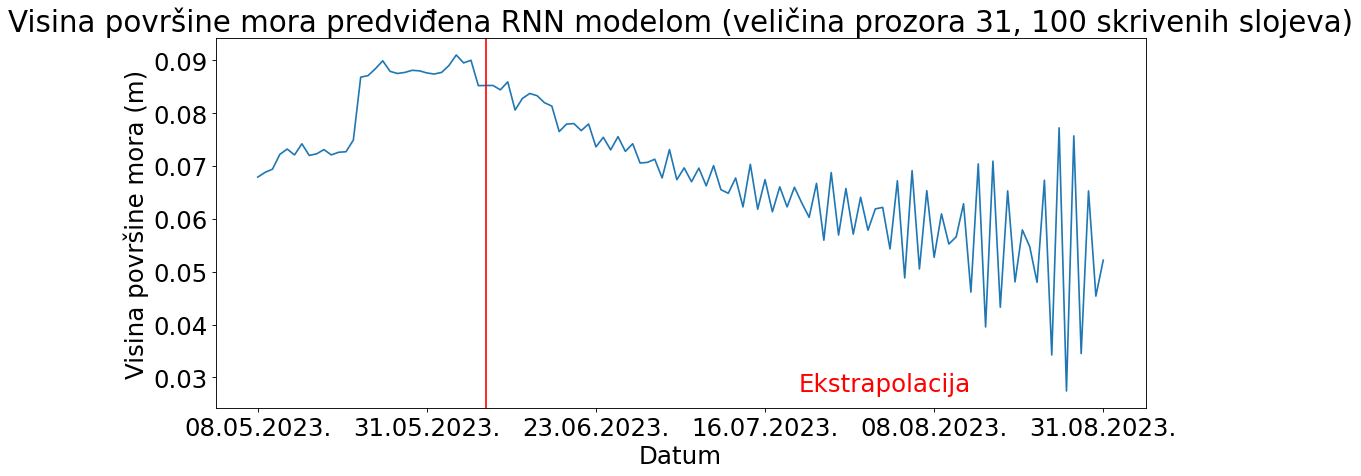 Visina površine mora predviđena RNN modelom (veličina prozora 31, 100 skrivenih slojeva)
Visina površine mora (m)
0.09
0.08
0.07
0.06
0.05
0.04
0.03
Ekstrapolacija
08.05.2023. 31.05.2023. 23.06.2023. 16.07.2023. 08.08.2023. 31.08.2023.
Datum